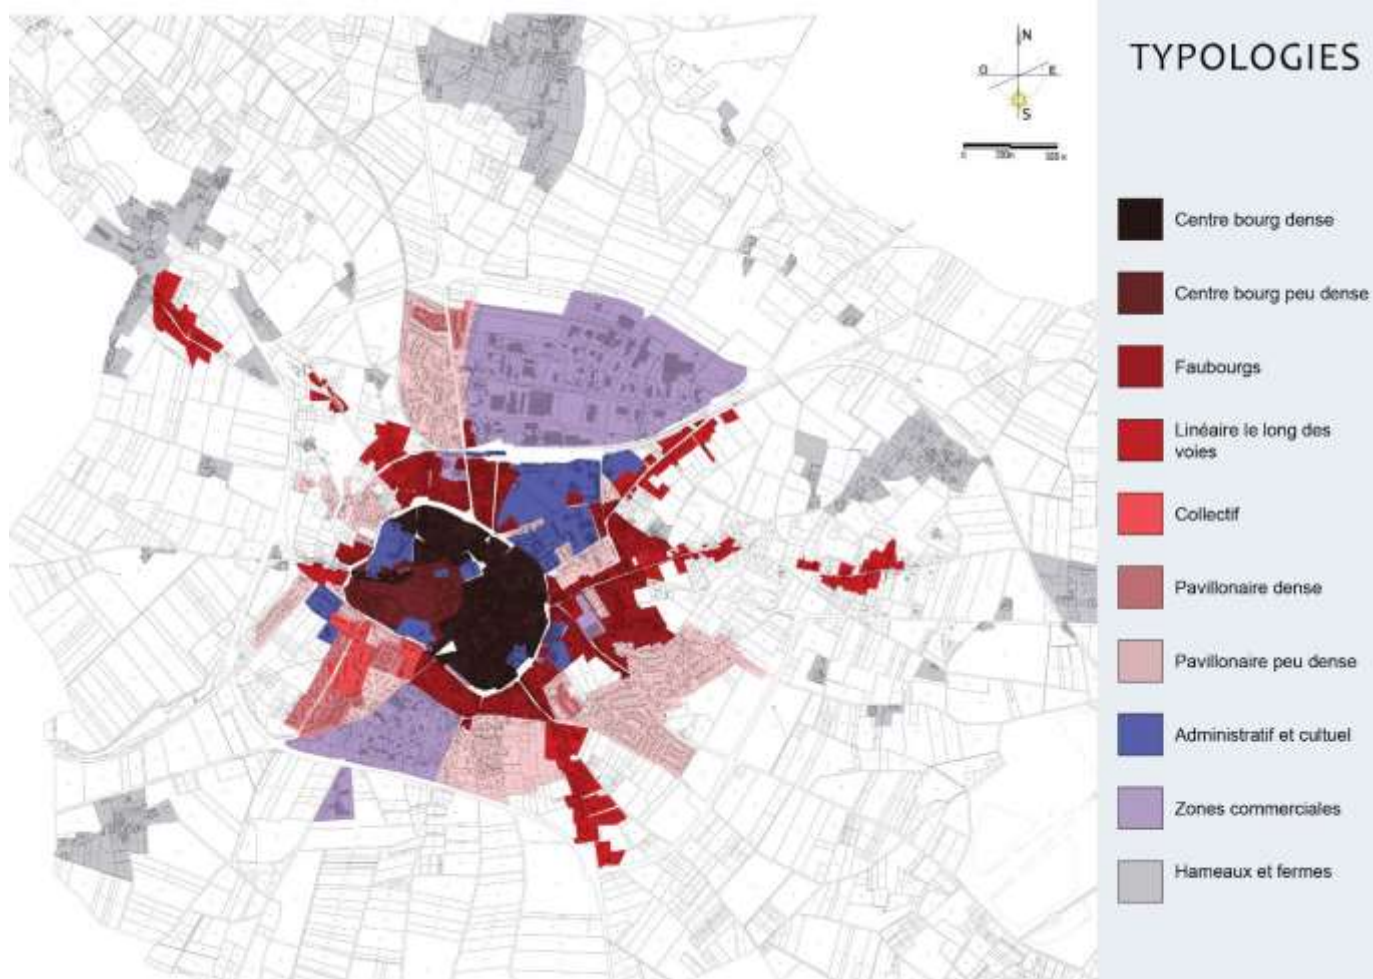 TYPOLOGIES
N
O E
S
0
Centre bourg dense
Centre bourg peu dense
Faubourgs
Linéaire le long des
voies
Collectif
Pavillonaire dense
Pavillonaire peu dense
Administratif et cultuel
Zones commerciales
Hameaux et fermes